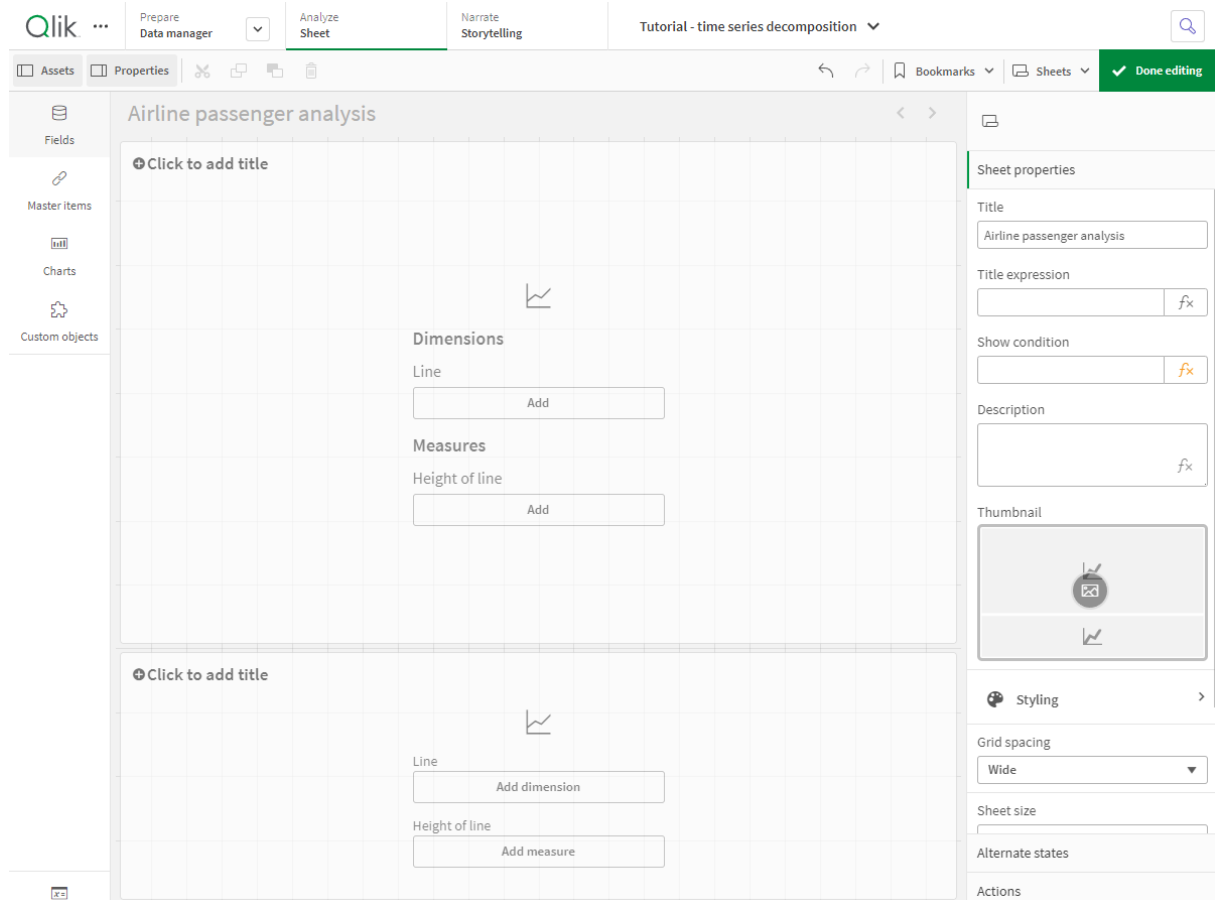 Qlik
Prepare
Data manager
Analyze
Sheet
Narrate
Storytelling
Tutorial - time series decomposition
Assets
Properties
Bookmarks
Sheets
Done editing
Fields
Master items
Charts
Custom objects
Airline passenger analysis
Click to add title
Dimensions
Line
Add
Measures
Height of line
Add
Click to add title
Line
Add dimension
Height of line
Add measure
Sheet properties
Title
Airline passenger analysis
Title expression
fx
Show condition
fx
Description
fx
Thumbnail
Styling
Grid spacing
Wide
Sheet size
Alternate states
Actions
x=